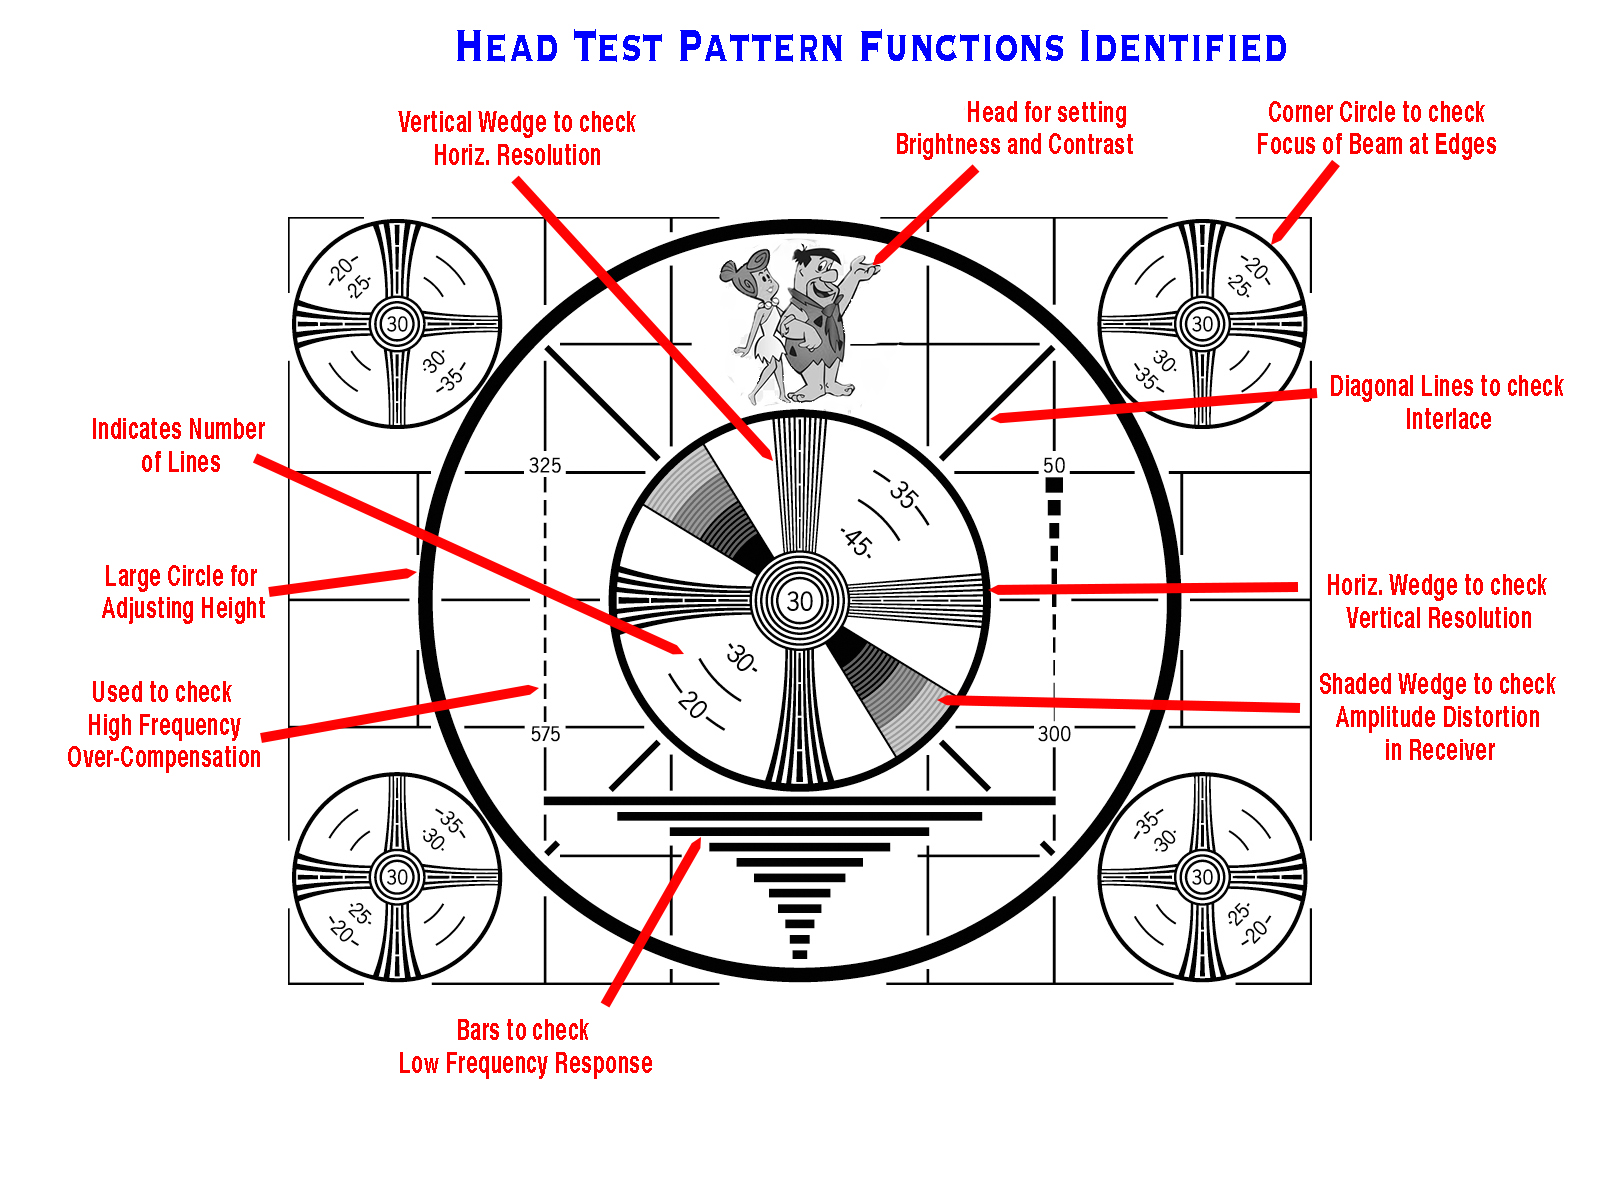 HEAD TEST PATTERN FUNCTIONS IDENTIFIED
Vertical Wedge to check
Horiz. Resolution
Head for setting
Brightness and Contrast
Corner Circle to check
Focus of Beam at Edges
-20-
-25-
30
-30-
-35-
-20-
-25-
30
-30-
-35-
Diagonal Lines to check
Interlace
Indicates Number
of Lines
325
50
-35-
-45-
Large Circle for
Adjusting Height
30
Horiz. Wedge to check
Vertical Resolution
-30-
-20-
Used to check
High Frequency
Over-Compensation
Shaded Wedge to check
Amplitude Distortion
in Receiver
575
300
-35-
-30-
30
-25-
-20-
-35-
-30-
30
-25-
-20-
Bars to check
Low Frequency Response